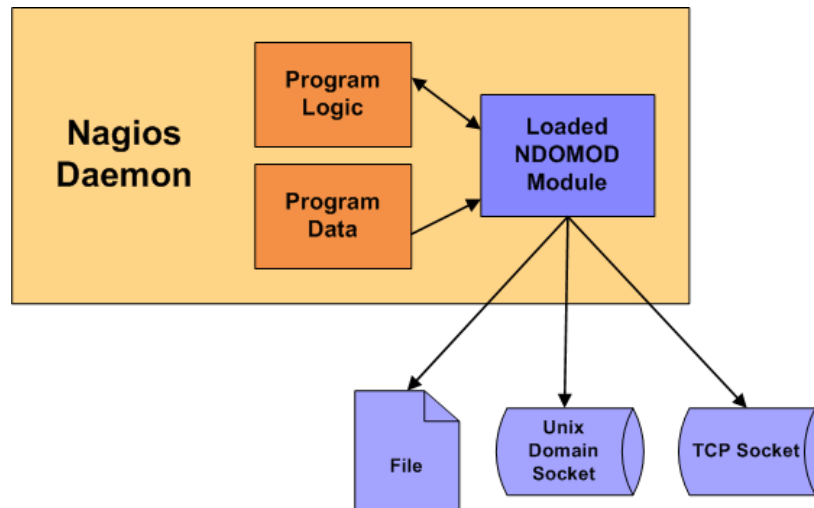 Nagios
Daemon
Program
Logic
Program
Data
Loaded
NDOMOD
Module
File
Unix
Domain
Socket
TCP Socket